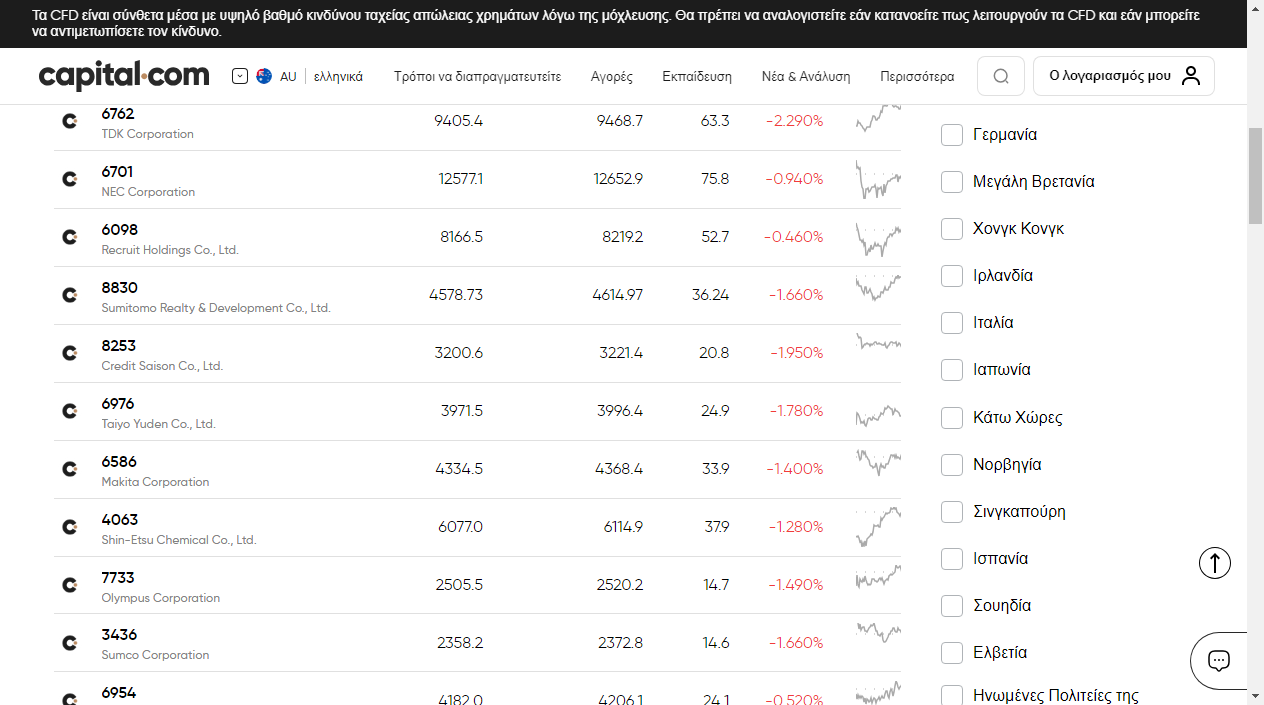 Τα CFD είναι σύνθετα μέσα με υψηλό βαθμό κινδύνου ταχείας απώλειας χρημάτων λόγω της μόχλευσης. Θα πρέπει να αναλογιστείτε εάν κατανοείτε πως λειτουργούν τα CFD και εάν μπορείτε
να αντιμετωπίσετε τον κίνδυνο.
capital.com AU ελληνικά Τρόποι να διαπραγματευτείτε Αγορές Εκπαίδευση Νέα & Ανάλυση Περισσότερα Ο λογαριασμός μου
6762
TDK Corporation
9405.4 9468.7 63.3 -2.290%
6701
NEC Corporation
12577.1 12652.9 75.8 -0.940%
6098
Recruit Holdings Co., Ltd.
8166.5 8219.2 52.7 -0.460%
8830
Sumitomo Realty & Development Co., Ltd.
4578.73 4614.97 36.24 -1.660%
8253
Credit Saison Co., Ltd.
3200.6 3221.4 20.8 -1.950%
6976
Taiyo Yuden Co., Ltd.
3971.5 3996.4 24.9 -1.780%
6586
Makita Corporation
4334.5 4368.4 33.9 -1.400%
4063
Shin-Etsu Chemical Co., Ltd.
6077.0 6114.9 37.9 -1.280%
7733
Olympus Corporation
2505.5 2520.2 14.7 -1.490%
3436
Sumco Corporation
2358.2 2372.8 14.6 -1.660%
6954
4182.0 4206.1 24.1 -0.520%
Γερμανία
Μεγάλη Βρετανία
Χονγκ Κονγκ
Ιρλανδία
Ιταλία
Ιαπωνία
Κάτω Χώρες
Νορβηγία
Σινγκαπούρη
Ισπανία
Σουηδία
Ελβετία
Ηνωμένες Πολιτείες της